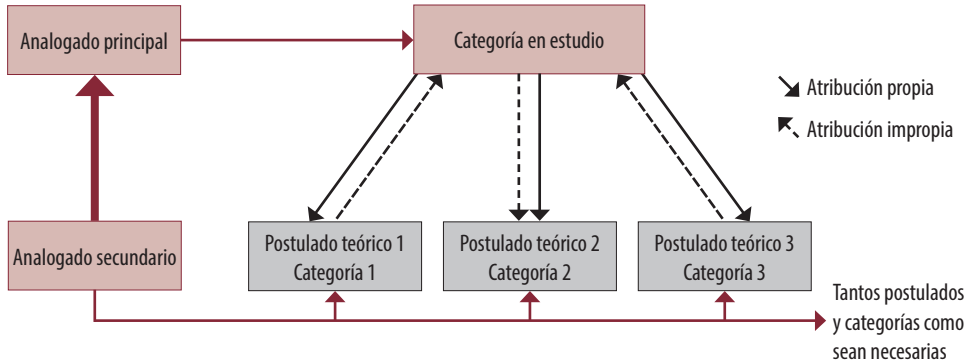 Analogado principal
Categoría en estudio
Atribución propia
Atribución impropia
Analogado secundario
Postulado teórico 1
Categoría 1
Postulado teórico 2
Categoría 2
Postulado teórico 3
Categoría 3
Tantos postulados
y categorías como
sean necesarias